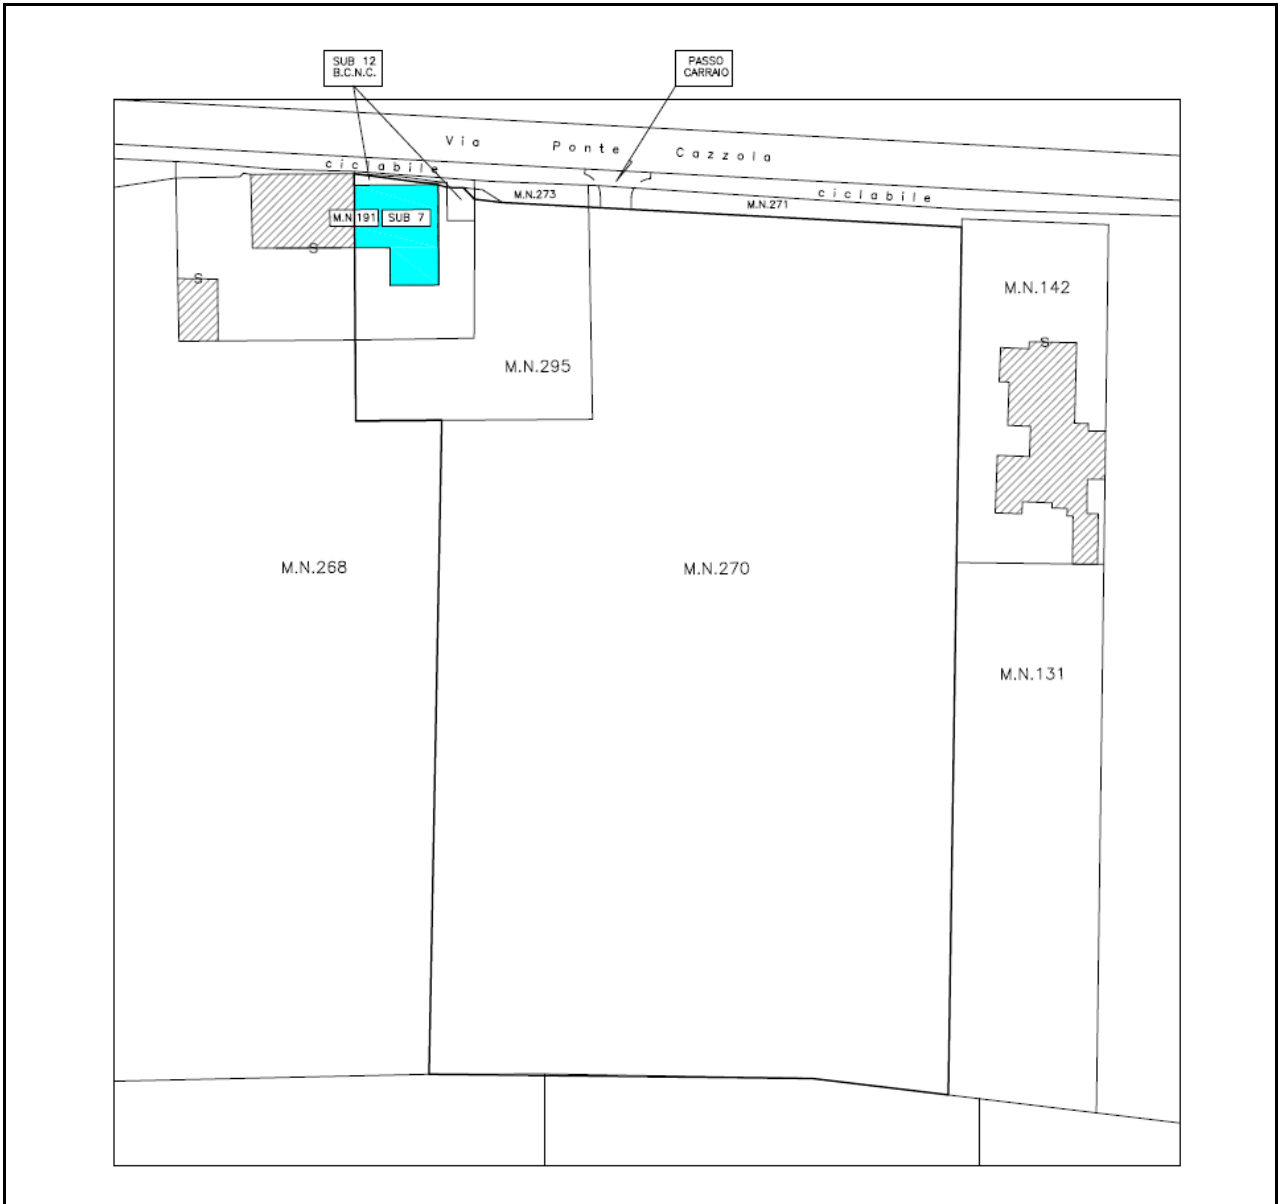 SUB 12
B.C.N.C.
PASSO
CARRAIO
Via Ponte Cazzola
ciclabile
ciclabile
M.N.273
M.N.271
M.N.191 SUB 7
S
S
M.N.142
S
M.N.295
M.N.268
M.N.270
M.N.131